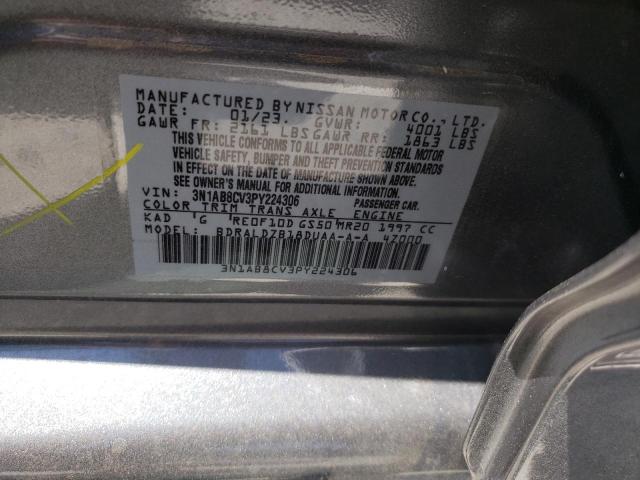 MANUFACTURED BY NISSAN MOTOR CO., LTD.
DATE: 01/23. GVWR: 4001 LBS
GAWR FR: 2161 LBS GAWR RR: 1863 LBS
THIS VEHICLE CONFORMS TO ALL APPLICABLE FEDERAL MOTOR
VEHICLE SAFETY, BUMPER AND THEFT PREVENTION STANDARDS
IN EFFECT ON THE DATE OF MANUFACTURE SHOWN ABOVE.
SEE OWNER'S MANUAL FOR ADDITIONAL INFORMATION.
VIN: 3N1AB8CV3PY224306 PASSENGER CAR.
COLOR TRIM TRANS AXLE ENGINE
KAD G RE0F10D GS50 MR20 1997 CC
MODEL: BDRALDZB18DUAA-A-A 47000
3N1AB8CV3PY224306